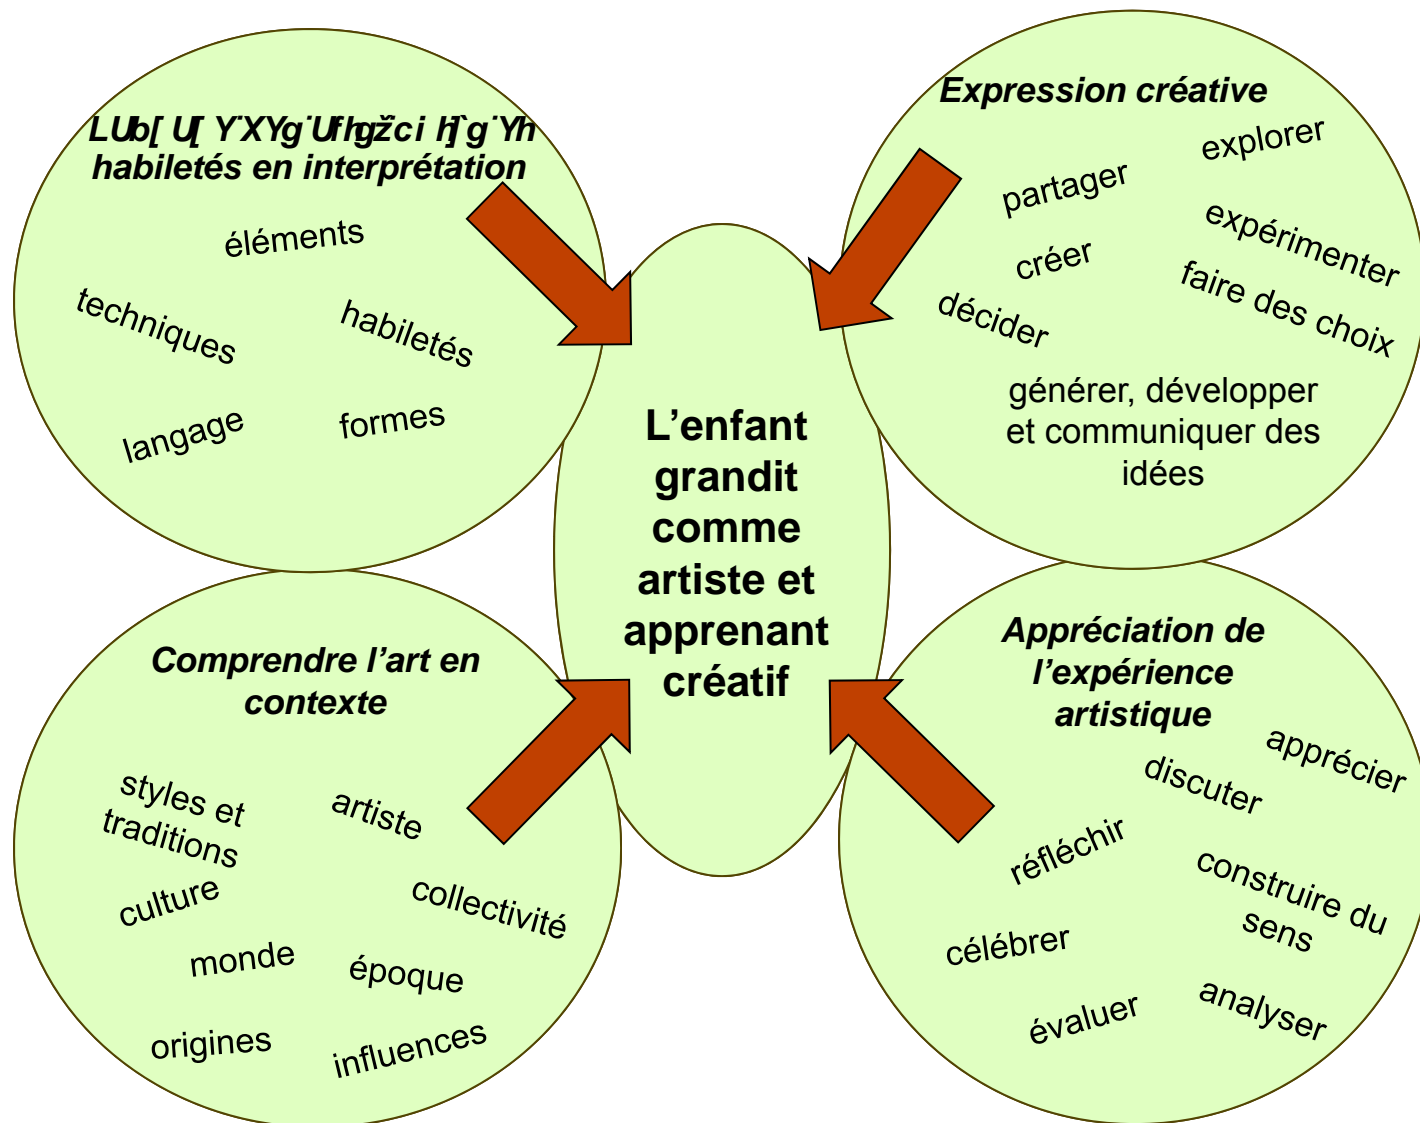 habiletés en interprétation
éléments
techniques
habiletés
langage
formes
Expression créative
explorer
partager
expérimenter
créer
faire des choix
décider
générer, développer
et communiquer des
idées
L’enfant
grandit
comme
artiste et
apprenant
créatif
Comprendre l’art en
contexte
styles et
traditions
artiste
culture
collectivité
monde
époque
origines
influences
Appréciation de
l’expérience
artistique
apprécier
discuter
réfléchir
construire du
sens
célébrer
analyser
évaluer